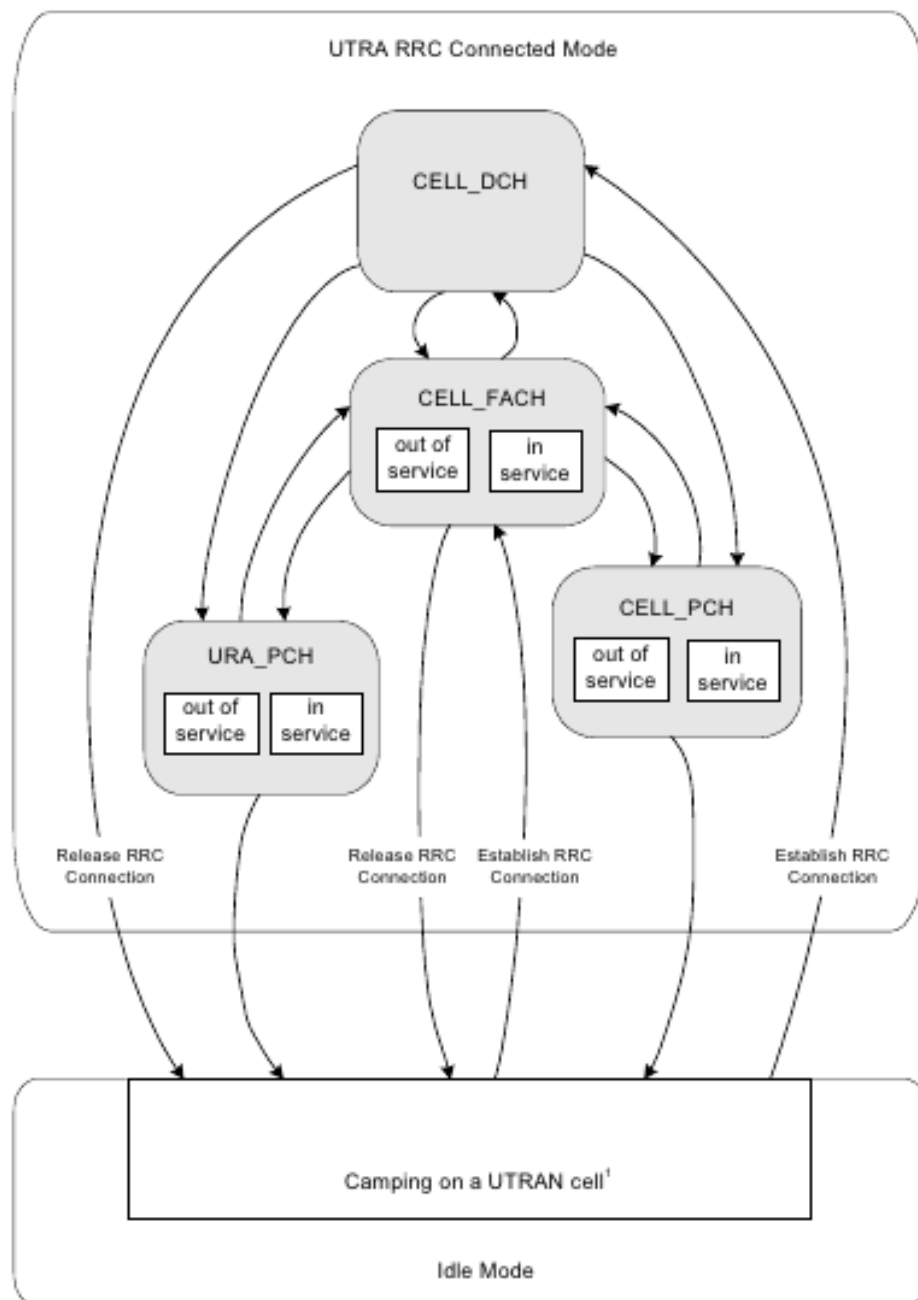 UTRA RRC Connected Mode
CELL_DCH
CELL_FACH
out of
service
in
service
CELL_PCH
out of
service
in
service
URA_PCH
out of
service
in
service
Release RRC
Connection
Release RRC
Connection
Establish RRC
Connection
Establish RRC
Connection
Camping on a UTRAN cell¹
Idle Mode